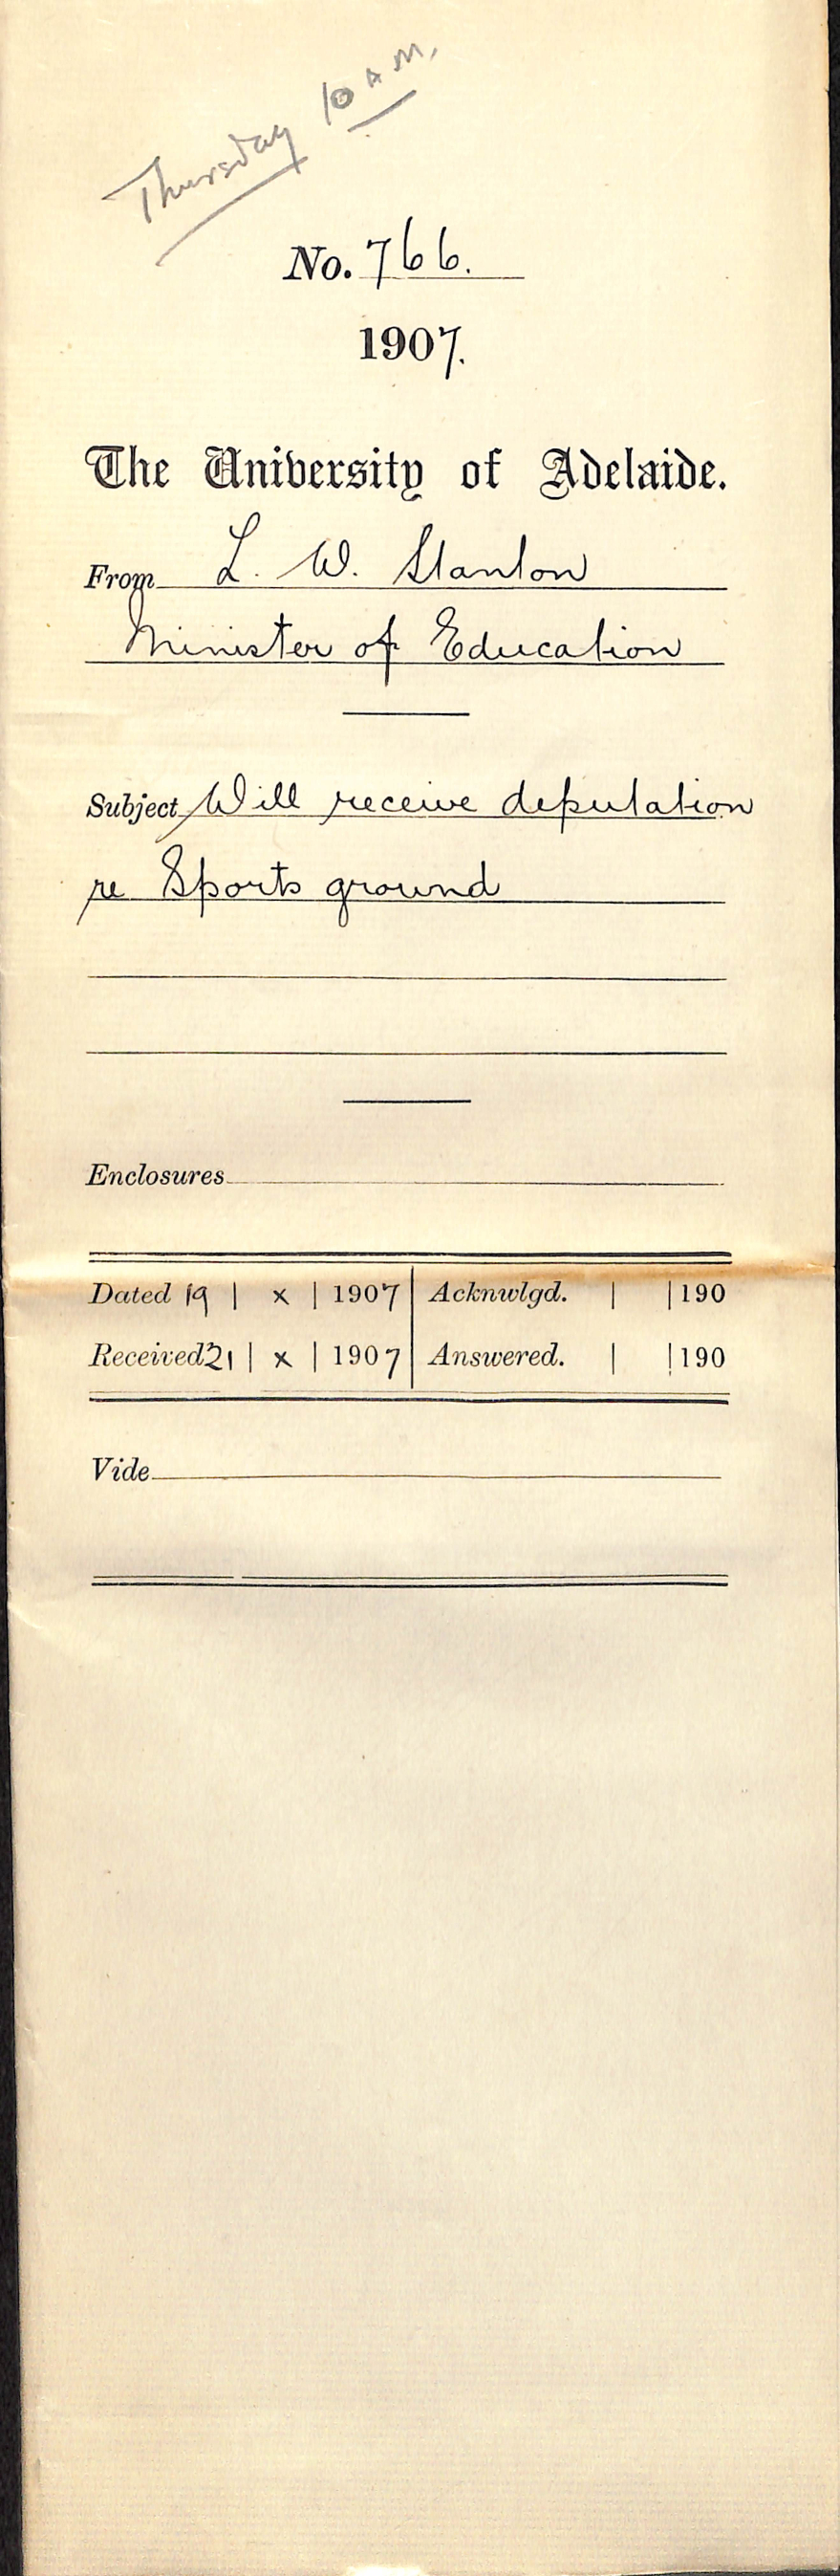 Thursday 10 A.M.
No. 766.
1907.
The University of Adelaide.
From L. W. Stanton
Minister of Education
Subject Will receive deputation
re Sports ground
Enclosures
Dated 19 | x | 1907 | Acknwlgd. | | 190
Received 21 | x | 1907 | Answered. | | 190
Vide